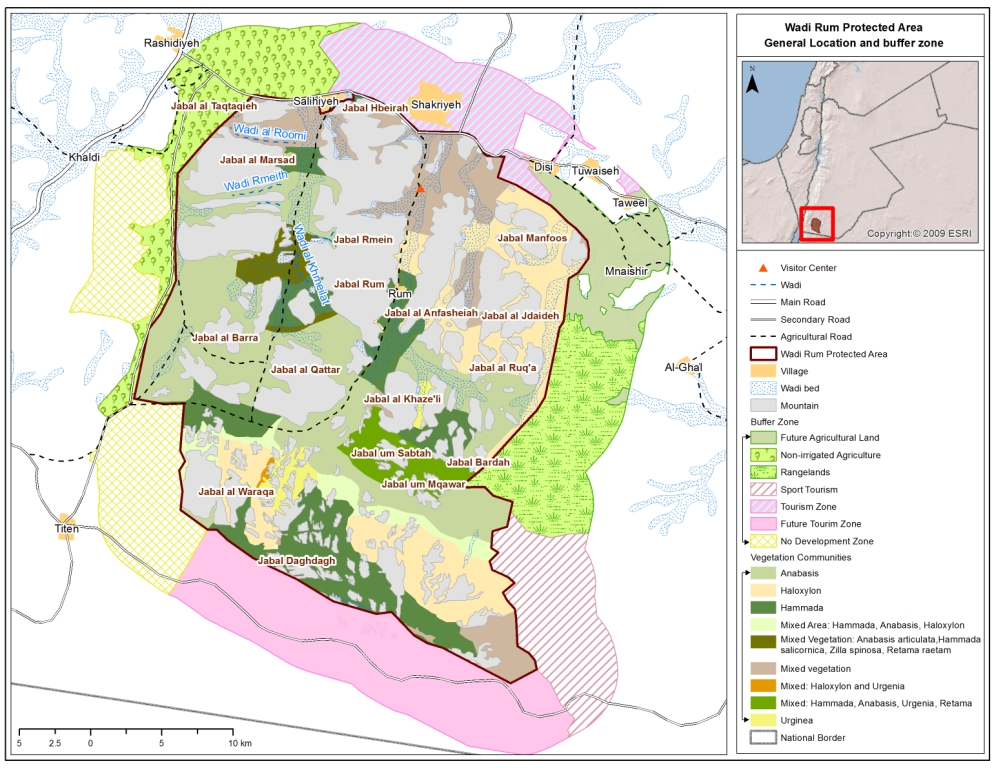 Wadi Rum Protected Area
General Location and buffer zone
N
Copyright:© 2009 ESRI
Rashidiyeh
Jabal al Taqtaqieh
Salihiyeh
Jabal Hbeirah
Shakriyeh
Wadi al Roomi
Khaldi
Jabal al Marsad
Disi
Tuwaiseh
Wadi Rmeith
Taweel
Wadi al Khmeilat
Jabal Rmein
Jabal Manfoos
Mnaishir
Jabal Rum
Rum
Jabal al Anfasheiah
Jabal al Jdaideh
Jabal al Barra
Jabal al Qattar
Jabal al Ruq'a
Al-Ghal
Jabal al Khaze'li
Jabal um Sabtah
Jabal Bardah
Jabal um Mqawar
Jabal al Waraqa
Titen
Jabal Daghdagh
5 2.5 0 5 10 km
Visitor Center
Wadi
Main Road
Secondary Road
Agricultural Road
Wadi Rum Protected Area
Village
Wadi bed
Mountain
Buffer Zone
Future Agricultural Land
Non-irrigated Agriculture
Rangelands
Sport Tourism
Tourism Zone
Future Tourim Zone
No Development Zone
Vegetation Communities
Anabasis
Haloxylon
Hammada
Mixed Area: Hammada, Anabasis, Haloxylon
Mixed Vegetation: Anabasis articulata,Hammada
salicornica, Zilla spinosa, Retama raetam
Mixed vegetation
Mixed: Haloxylon and Urgenia
Mixed: Hammada, Anabasis, Urgenia, Retama
Urginea
National Border